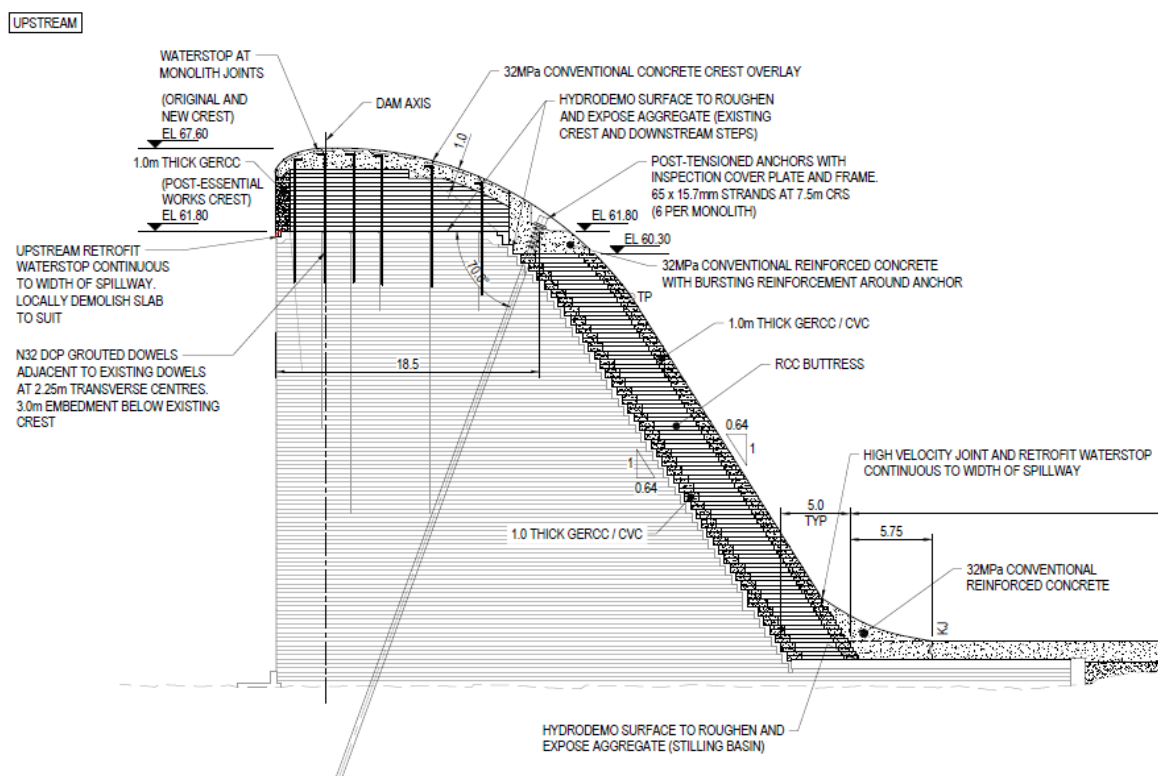 UPSTREAM
WATERSTOP AT
MONOLITH JOINTS
32MPa CONVENTIONAL CONCRETE CREST OVERLAY
(ORIGINAL AND
NEW CREST)
EL 67.60
DAM AXIS
HYDRODEMO SURFACE TO ROUGHEN
AND EXPOSE AGGREGATE (EXISTING
CREST AND DOWNSTREAM STEPS)
1.0
1.0m THICK GERCC
(POST-ESSENTIAL
WORKS CREST)
EL 61.80
POST-TENSIONED ANCHORS WITH
INSPECTION COVER PLATE AND FRAME.
65 x 15.7mm STRANDS AT 7.5m CRS
(6 PER MONOLITH)
EL 61.80
EL 60.30
UPSTREAM RETROFIT
WATERSTOP CONTINUOUS
TO WIDTH OF SPILLWAY.
LOCALLY DEMOLISH SLAB
TO SUIT
32MPa CONVENTIONAL REINFORCED CONCRETE
WITH BURSTING REINFORCEMENT AROUND ANCHOR
TP
1.0m THICK GERCC / CVC
N32 DCP GROUTED DOWELS
ADJACENT TO EXISTING DOWELS
AT 2.25m TRANSVERSE CENTRES.
3.0m EMBEDMENT BELOW EXISTING
CREST
18.5
RCC BUTTRESS
0.64
1
1
0.64
HIGH VELOCITY JOINT AND RETROFIT WATERSTOP
CONTINUOUS TO WIDTH OF SPILLWAY
5.0
TYP
5.75
1.0 THICK GERCC / CVC
32MPa CONVENTIONAL
REINFORCED CONCRETE
KJ
HYDRODEMO SURFACE TO ROUGHEN AND
EXPOSE AGGREGATE (STILLING BASIN)